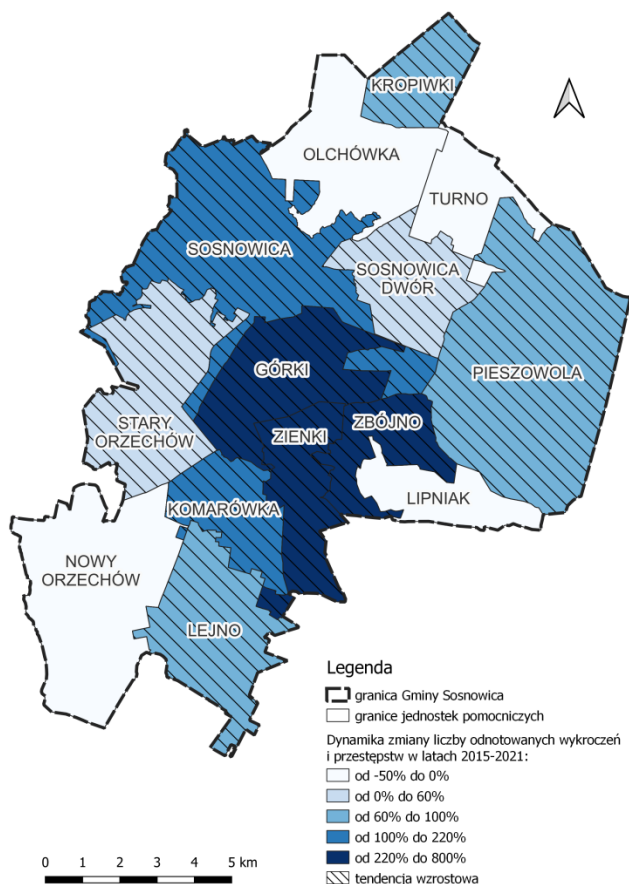 KROPIWKI
OLCHÓWKA
TURNO
SOSNOWICA
SOSNOWICA
DWÓR
GÓRKI
PIESZOWOLA
STARY
ORZECHÓW
ZIENKI
ZBÓJNO
LIPNIAK
KOMARÓWKA
NOWY
ORZECHÓW
LEJNO
Legenda
granica Gminy Sosnowica
granice jednostek pomocniczych
Dynamika zmiany liczby odnotowanych wykroczeń
i przestępstw w latach 2015-2021:
od -50% do 0%
od 0% do 60%
od 60% do 100%
od 100% do 220%
od 220% do 800%
tendencja wzrostowa
0 1 2 3 4 5 km